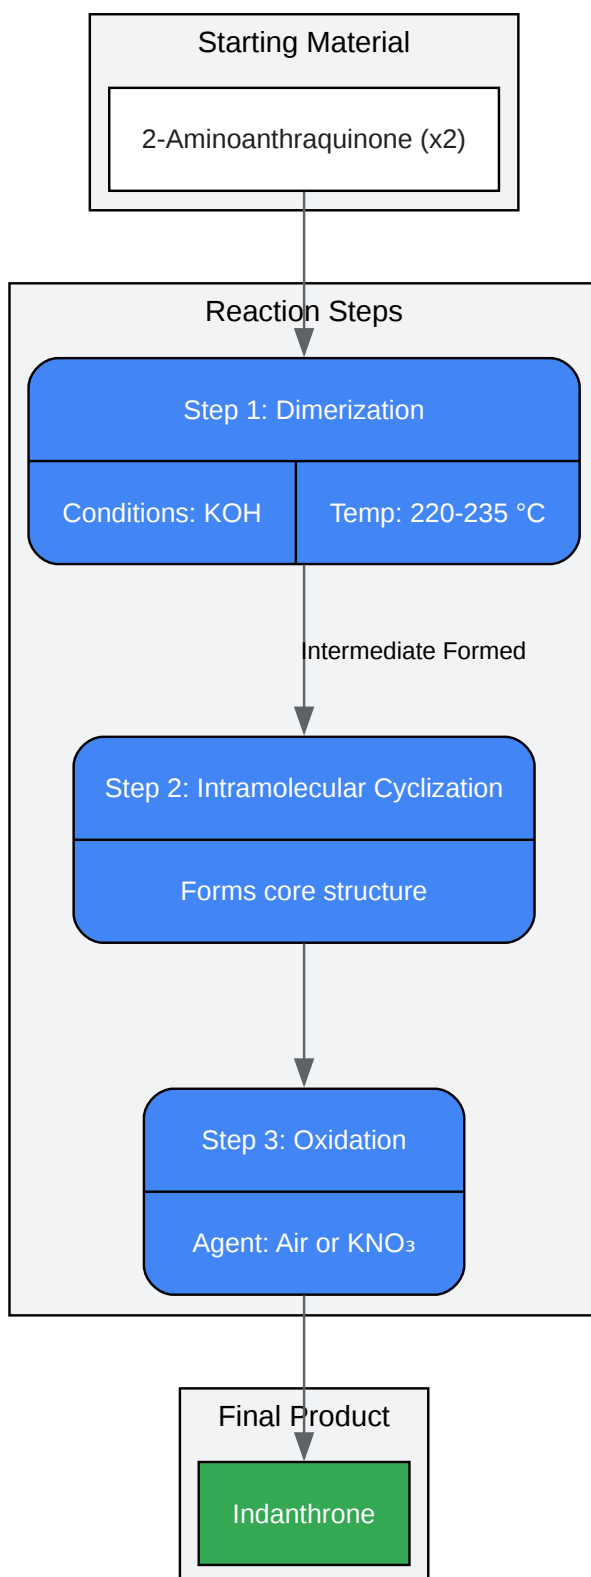 Starting Material
2-Aminoanthraquinone (x2)
Reaction Steps
Step 1: Dimerization
Conditions: KOH
Temp: 220-235 °C
Intermediate Formed
Step 2: Intramolecular Cyclization
Forms core structure
Step 3: Oxidation
Agent: Air or KNO₃
Final Product
Indanthrone